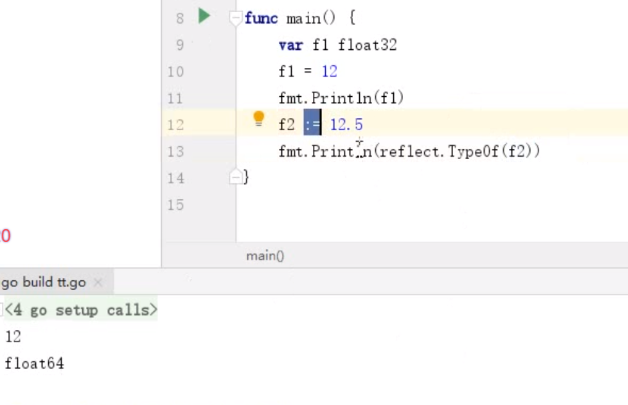 8 func main() {
9 var f1 float32
10 f1 = 12
11 fmt.Println(f1)
12 f2 := 12.5
13 fmt.Println(reflect.TypeOf(f2))
14 }
15
main()
go build tt.go ×
<4 go setup calls>
12
float64